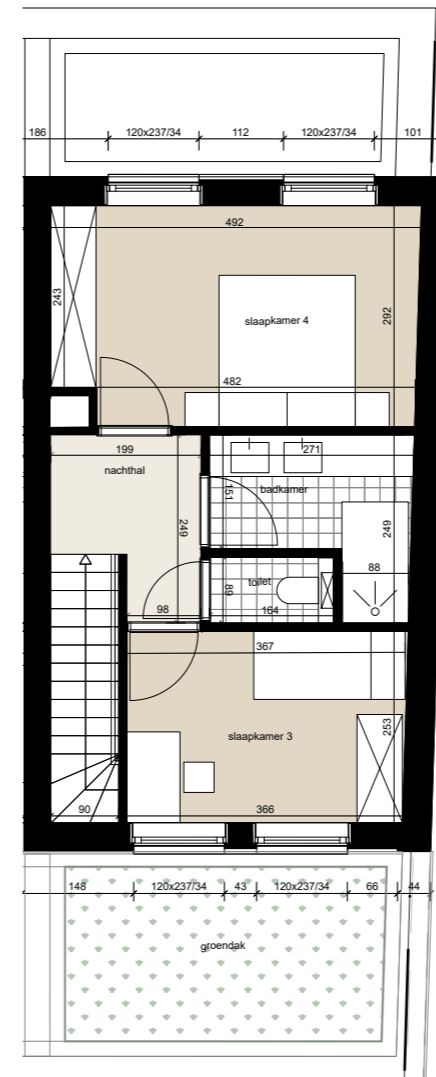 186 120x237/34 112 120x237/34 101
492
243
292
slaapkamer 4
482
199
271
nachthal
151
badkamer
249
249
88
toilet
89
98
164
367
253
slaapkamer 3
90
366
148 120x237/34 43 120x237/34 66 44
groendak